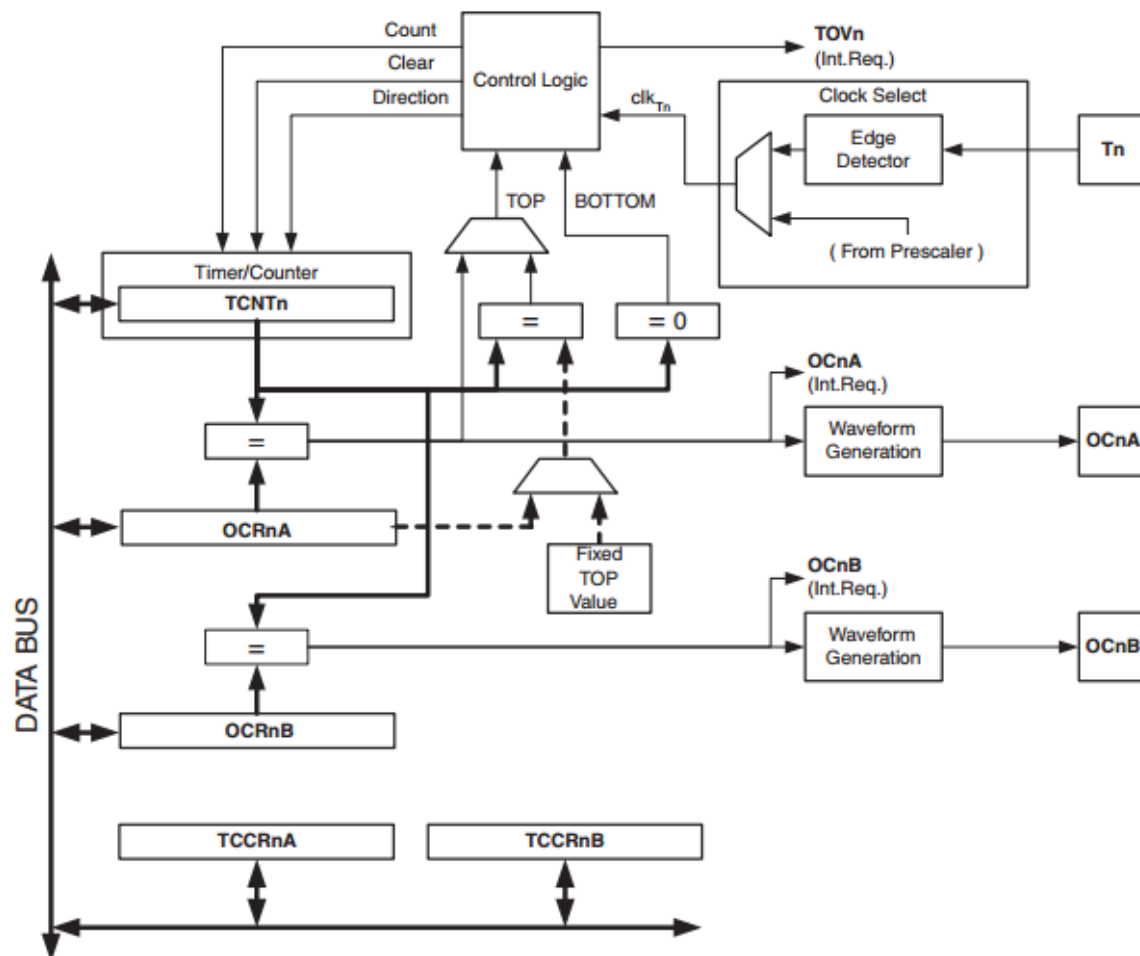 Count
Clear
Direction
Control Logic
TOVn
(Int.Req.)
clkTn
Clock Select
Edge
Detector
Tn
( From Prescaler )
TOP
BOTTOM
Timer/Counter
TCNTn
=
= 0
OCnA
(Int.Req.)
=
Waveform
Generation
OCnA
OCRnA
Fixed
TOP
Value
OCnB
(Int.Req.)
=
Waveform
Generation
OCnB
OCRnB
DATA BUS
TCCRnA
TCCRnB